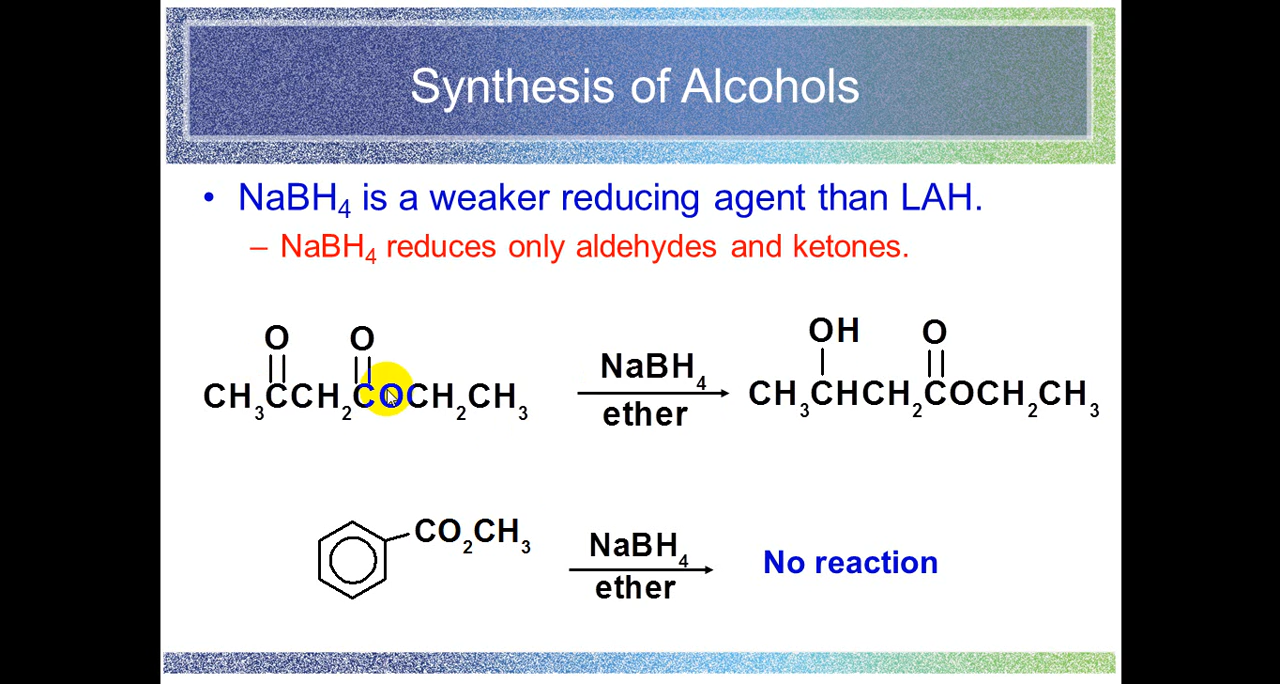 Synthesis of Alcohols
• NaBH4 is a weaker reducing agent than LAH.
– NaBH4 reduces only aldehydes and ketones.
O O
CH3CCH2COCH2CH3
NaBH4
ether
OH O
CH3CHCH2COCH2CH3
CO2CH3
NaBH4
ether
No reaction